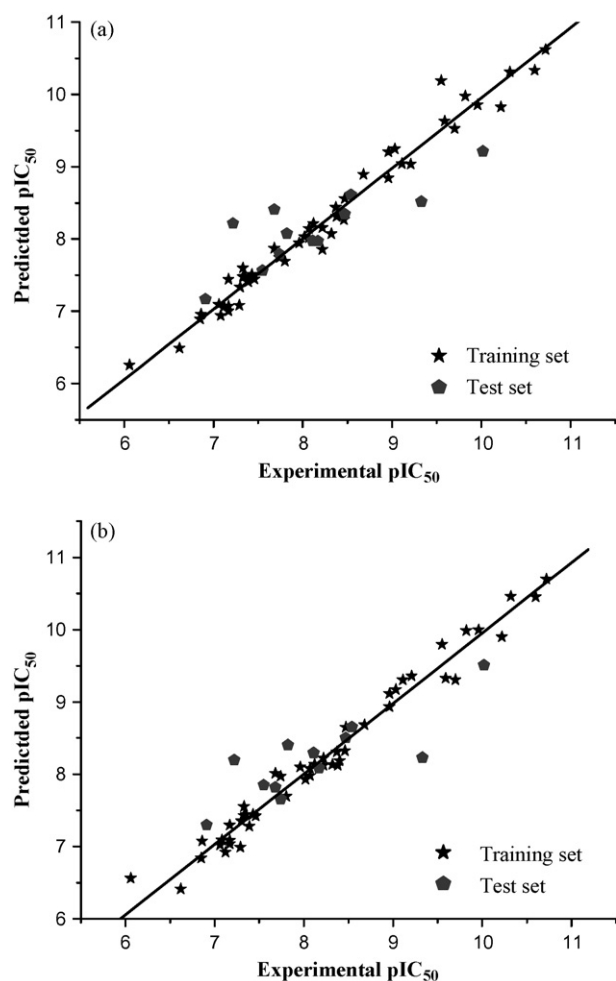 (a)
11
10
9
8
7
6
Predictded pIC₅₀
Training set
Test set
6 7 8 9 10 11
Experimental pIC₅₀
(b)
11
10
9
8
7
6
Predictded pIC₅₀
Training set
Test set
6 7 8 9 10 11
Experimental pIC₅₀